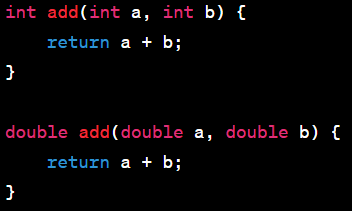 int add(int a, int b) {
    return a + b;
}

double add(double a, double b) {
    return a + b;
}